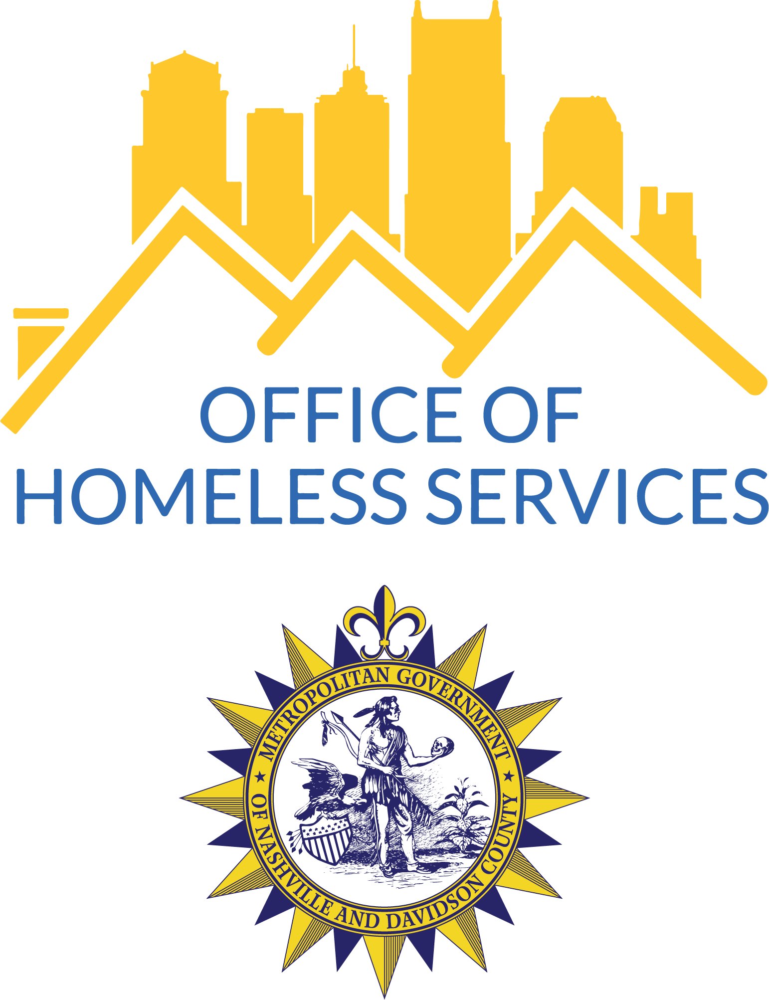 OFFICE OF
HOMELESS SERVICES
★ METROPOLITAN GOVERNMENT ★
OF NASHVILLE AND DAVIDSON COUNTY